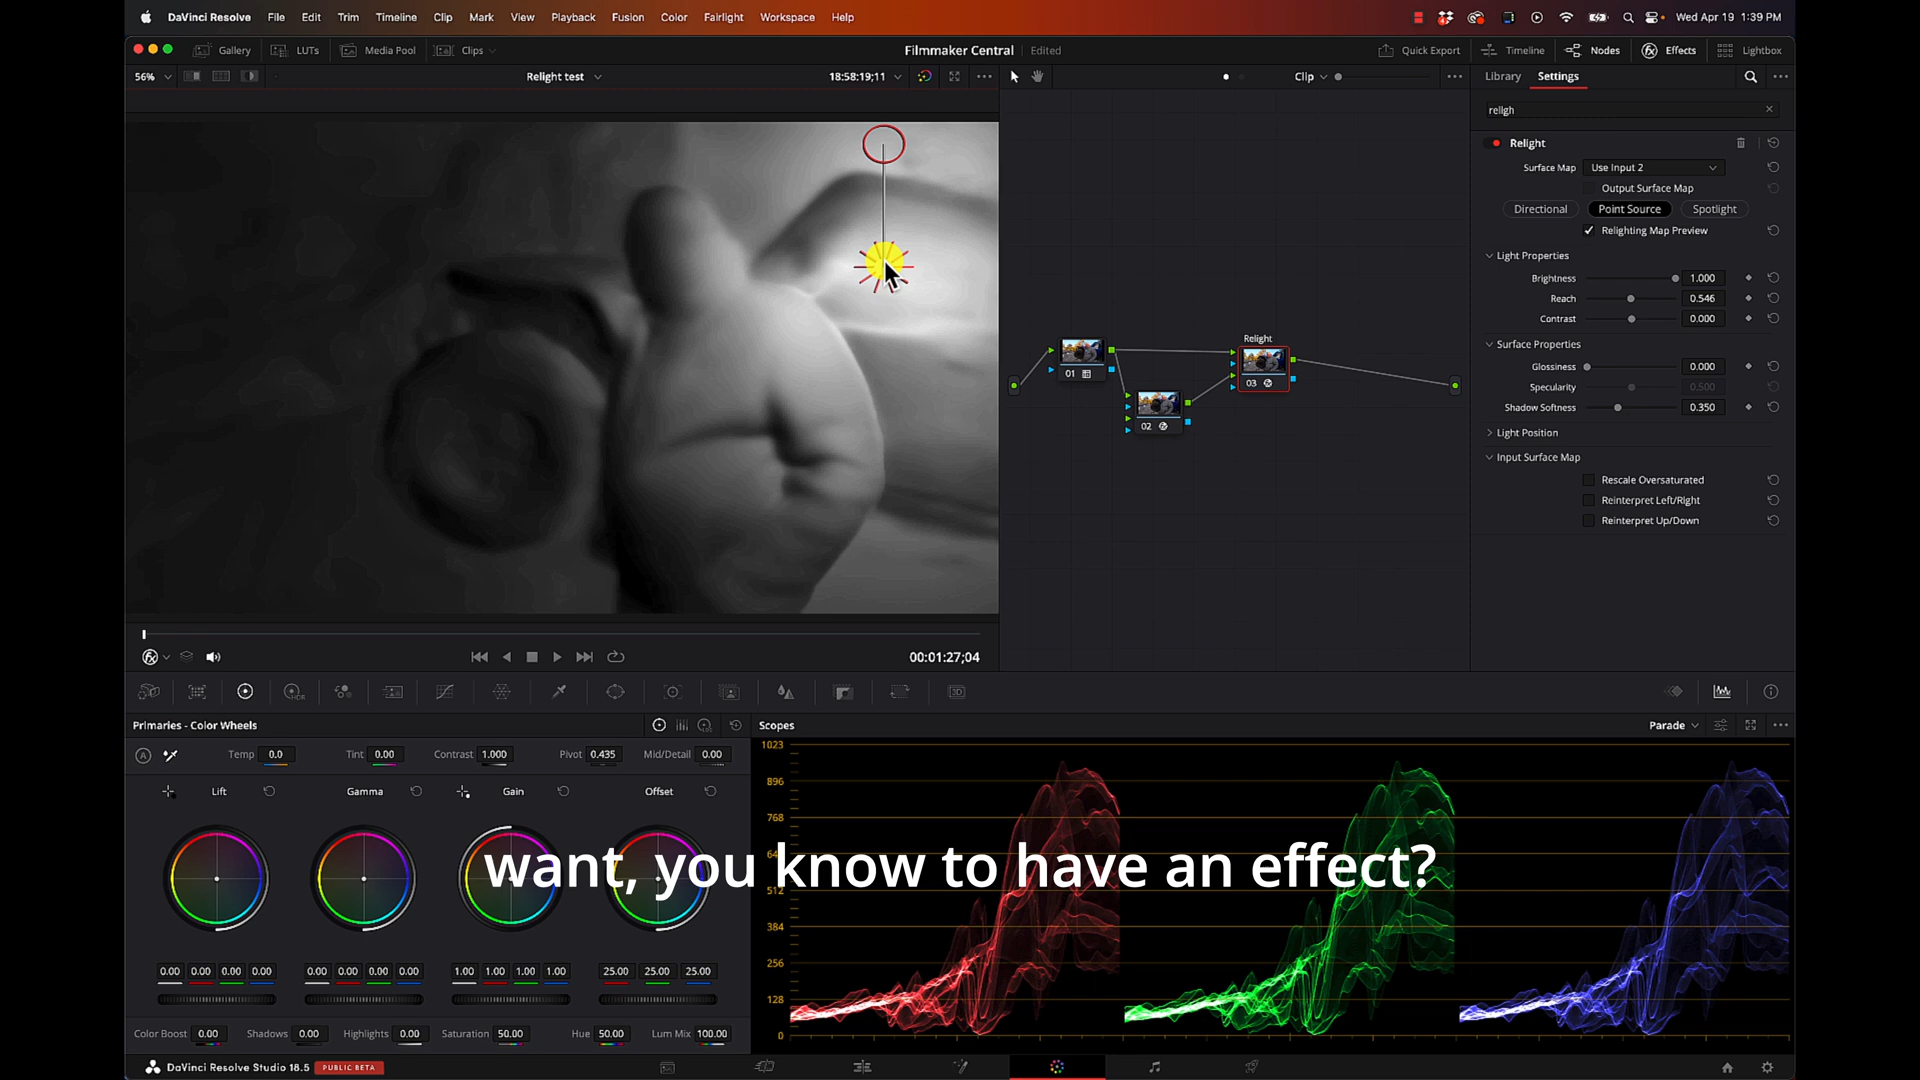 DaVinci Resolve File Edit Trim Timeline Clip Mark View Playback Fusion Color Fairlight Workspace Help Wed Apr 19 1:39 PM
Gallery LUTs Media Pool Clips Filmmaker Central Edited Quick Export Timeline Nodes Effects Lightbox
56% Relight test 18:58:19;11 Clip Library Settings
religh
Relight
Surface Map Use Input 2
Output Surface Map
Directional Point Source Spotlight
Relighting Map Preview
Light Properties
Brightness 1.000
Reach 0.546
Contrast 0.000
Surface Properties
Glossiness 0.000
Specularity 0.500
Shadow Softness 0.350
Light Position
Input Surface Map
Rescale Oversaturated
Reinterpret Left/Right
Reinterpret Up/Down
Relight
01
03
02
00:01:27;04
Primaries - Color Wheels
Scopes Parade
Temp 0.0 Tint 0.00 Contrast 1.000 Pivot 0.435 Mid/Detail 0.00
Lift Gamma Gain Offset
1023
896
768
64
512
384
256
128
0
want, you know to have an effect?
0.00 0.00 0.00 0.00 0.00 0.00 0.00 0.00 1.00 1.00 1.00 1.00 25.00 25.00 25.00
Color Boost 0.00 Shadows 0.00 Highlights 0.00 Saturation 50.00 Hue 50.00 Lum Mix 100.00
DaVinci Resolve Studio 18.5 PUBLIC BETA